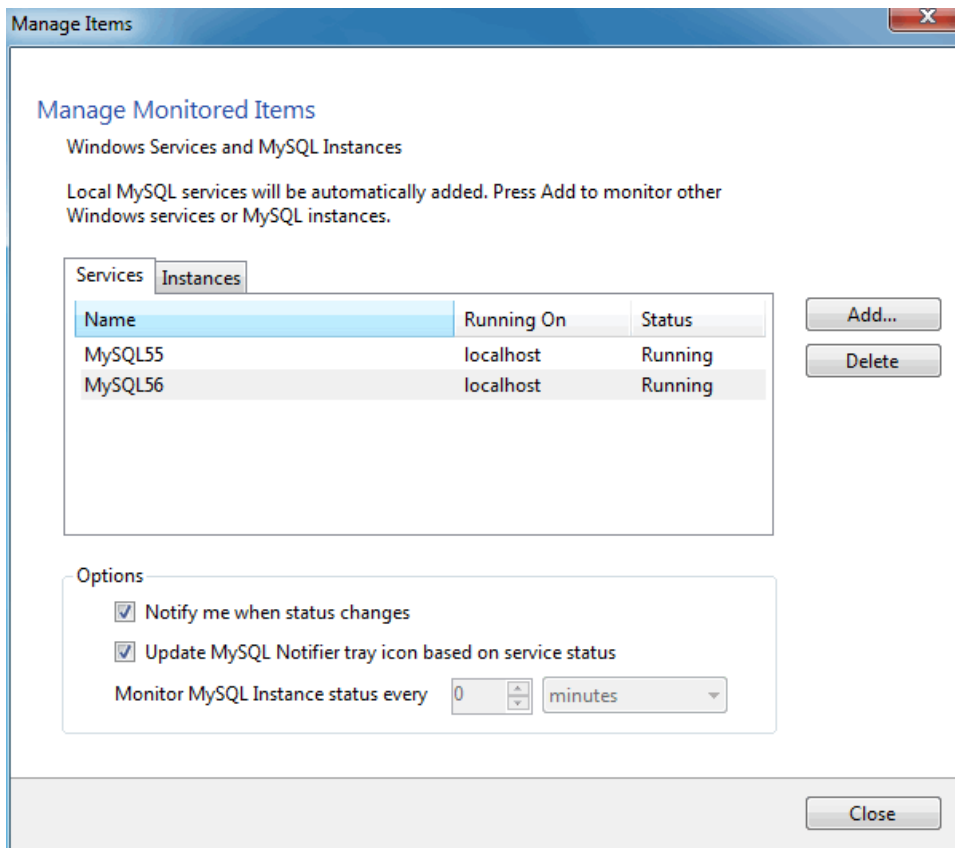 Manage Items
X
Manage Monitored Items
Windows Services and MySQL Instances
Local MySQL services will be automatically added. Press Add to monitor other
Windows services or MySQL instances.
Services Instances
Name Running On Status
MySQL55 localhost Running
MySQL56 localhost Running
Add...
Delete
Options
Notify me when status changes
Update MySQL Notifier tray icon based on service status
Monitor MySQL Instance status every 0 minutes
Close